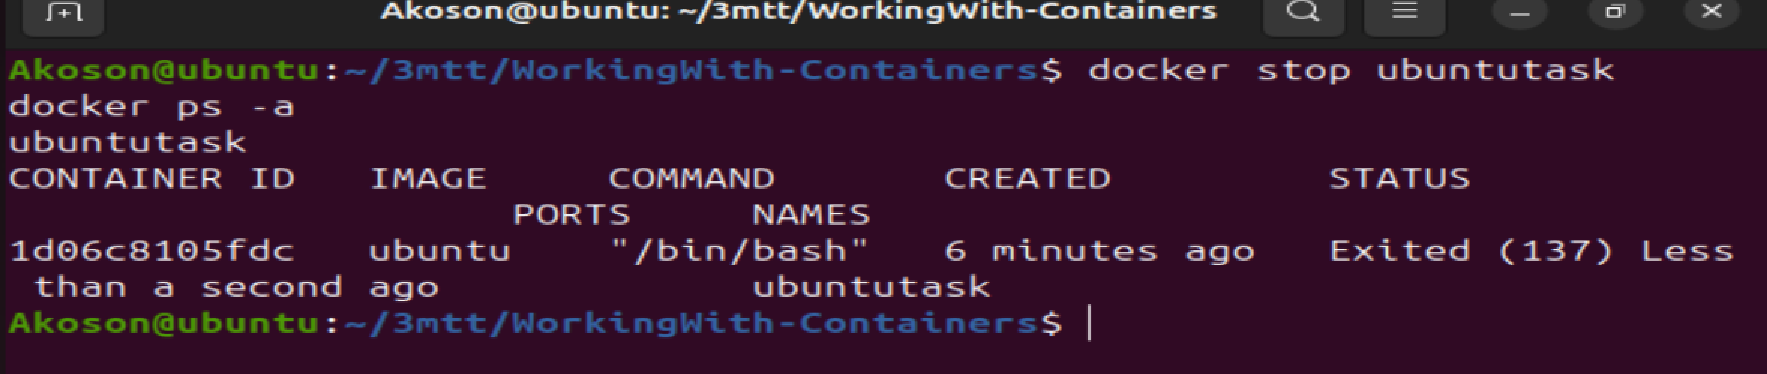 Akoson@ubuntu: ~/3mtt/WorkingWith-Containers
Akoson@ubuntu:~/3mtt/WorkingWith-Containers$ docker stop ubuntutask
docker ps -a
ubuntutask
CONTAINER ID   IMAGE     COMMAND       CREATED         STATUS
PORTS     NAMES
1d06c8105fdc   ubuntu    "/bin/bash"   6 minutes ago   Exited (137) Less
than a second ago             ubuntutask
Akoson@ubuntu:~/3mtt/WorkingWith-Containers$